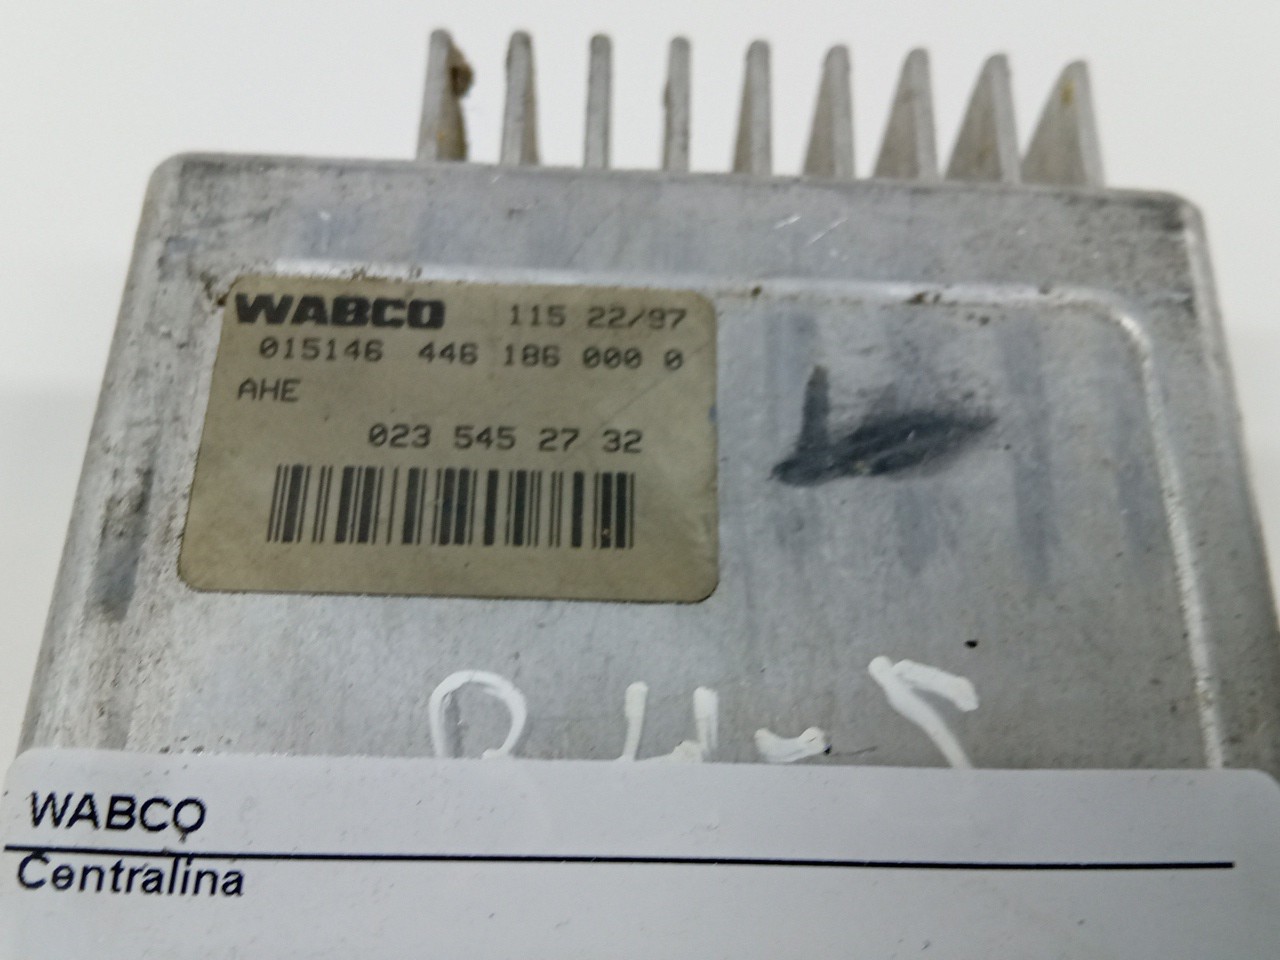 WABCO 115 22/97
015146 446 186 000 0
AHE
023 545 27 32
WABCO
Centralina